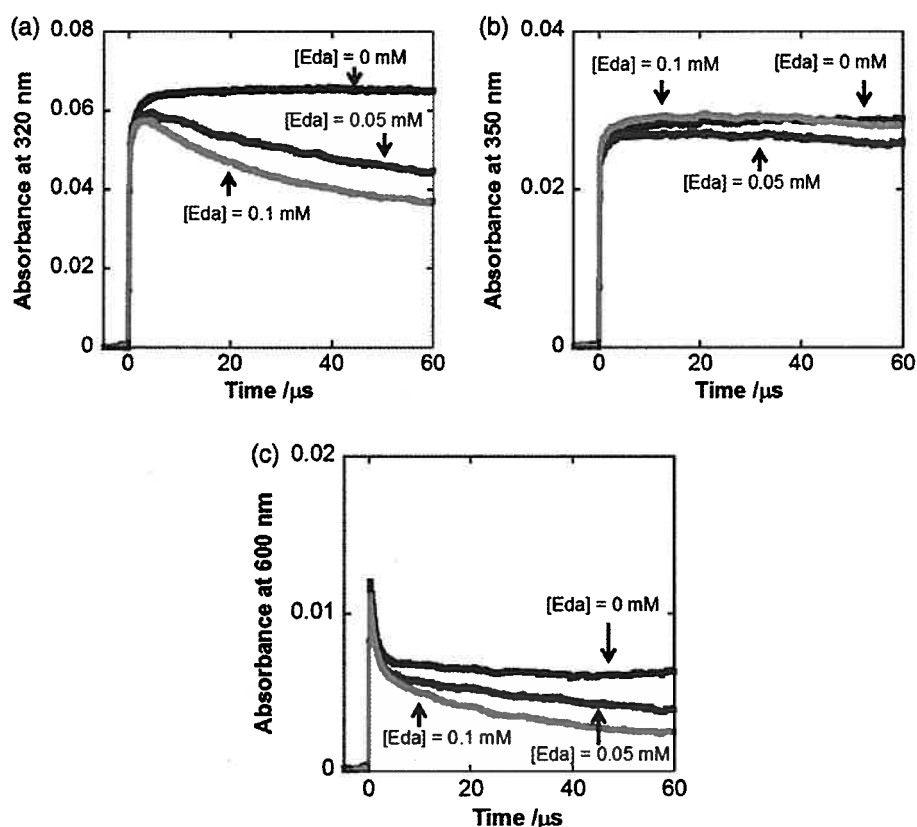 (a)
Absorbance at 320 nm
0.08
0.06
0.04
0.02
0
[Eda] = 0 mM
[Eda] = 0.05 mM
[Eda] = 0.1 mM
0
20
40
60
Time /μs
(b)
Absorbance at 350 nm
0.04
0.02
0
[Eda] = 0.1 mM
[Eda] = 0 mM
[Eda] = 0.05 mM
0
20
40
60
Time /μs
(c)
Absorbance at 600 nm
0.02
0.01
0
[Eda] = 0 mM
[Eda] = 0.1 mM
[Eda] = 0.05 mM
0
20
40
60
Time /μs